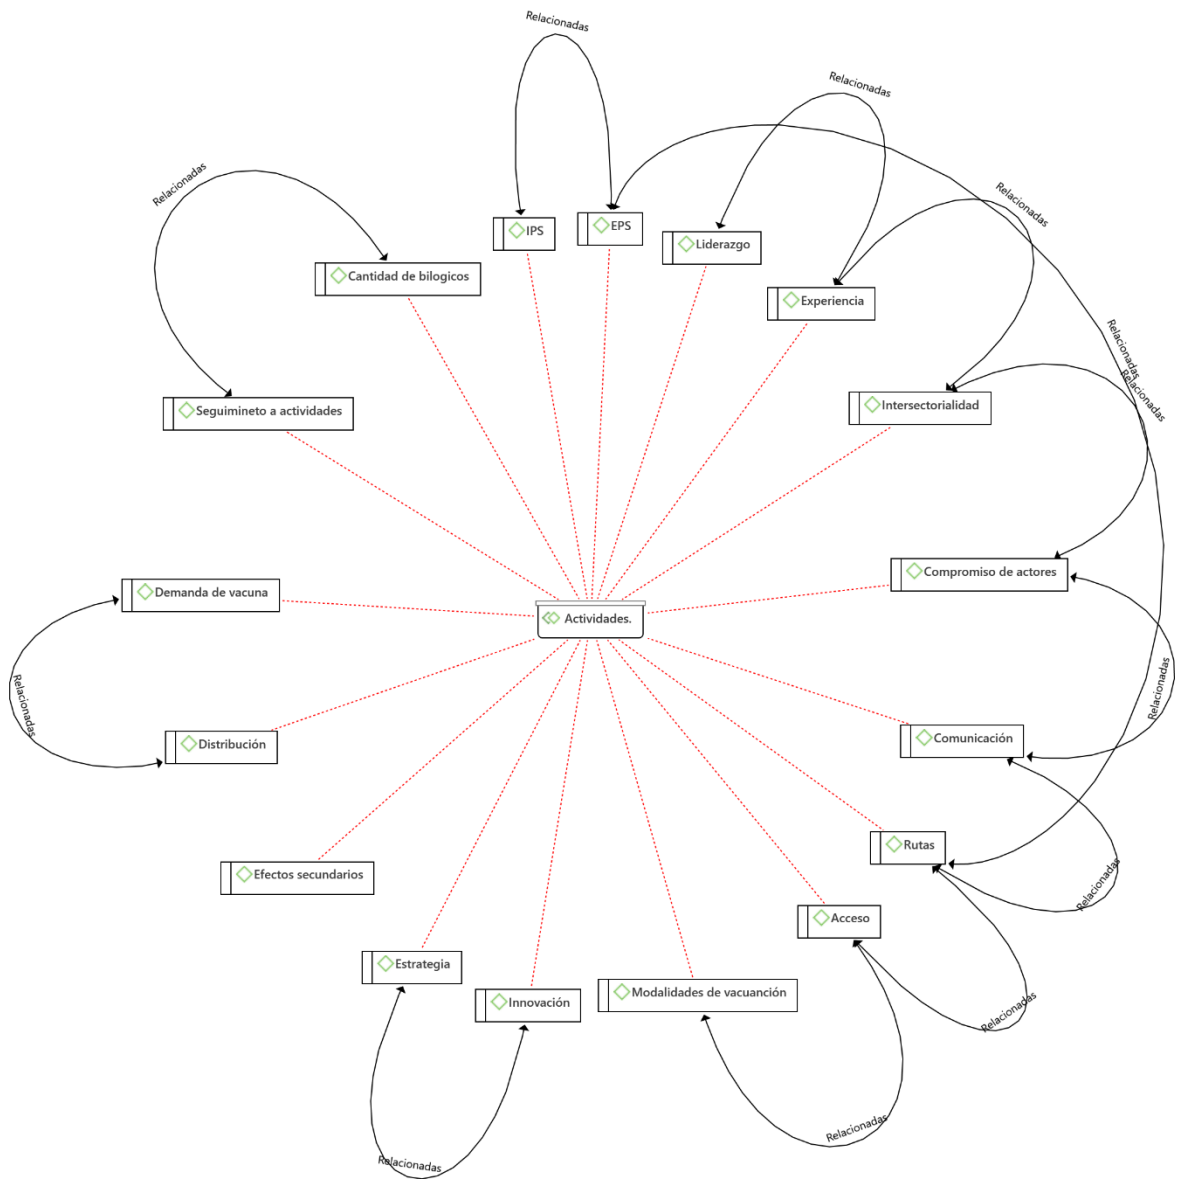 Relacionadas
Relacionadas
Relacionadas
Relacionadas
IPS
EPS
Liderazgo
Cantidad de bilogicos
Experiencia
Relacionadas
Relacionadas
Seguimineto a actividades
Intersectorialidad
Demanda de vacuna
Compromiso de actores
Actividades.
Relacionadas
Relacionadas
Distribución
Comunicación
Rutas
Efectos secundarios
Relacionadas
Acceso
Estrategia
Innovación
Modalidades de vacuanción
Relacionadas
Relacionadas
Relacionadas